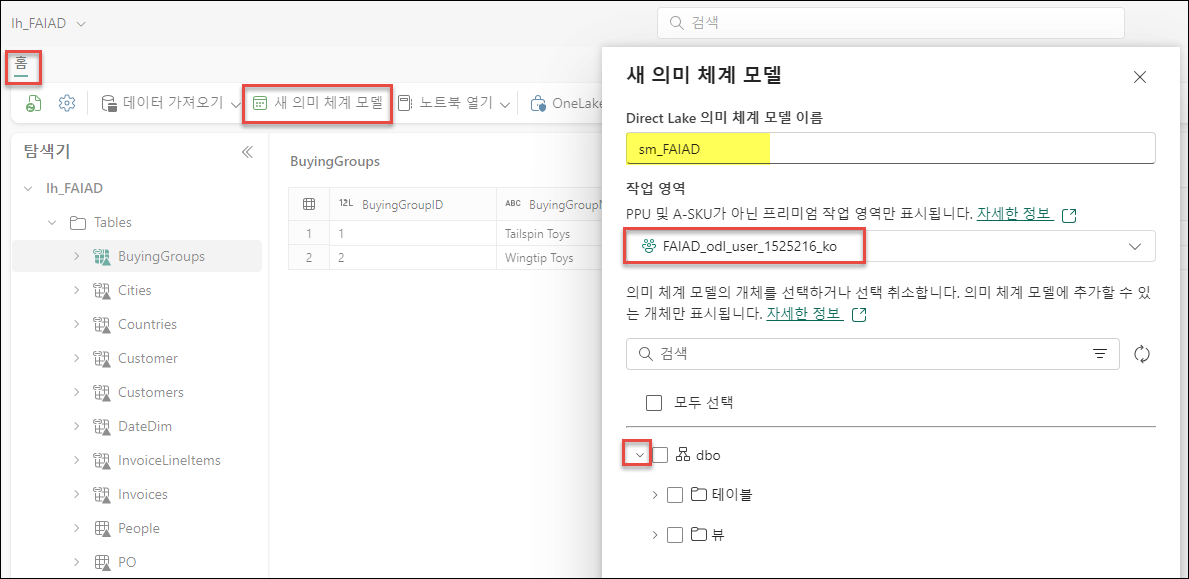 lh_FAIAD
검색
홈
데이터 가져오기
새 의미 체계 모델
노트북 열기
OneLake
탐색기
lh_FAIAD
Tables
BuyingGroups
Cities
Countries
Customer
Customers
DateDim
InvoiceLineItems
Invoices
People
PO
BuyingGroups
12L BuyingGroupID
ABC BuyingGroup
1 1 Tailspin Toys
2 2 Wingtip Toys
새 의미 체계 모델
Direct Lake 의미 체계 모델 이름
sm_FAIAD
작업 영역
PPU 및 A-SKU가 아닌 프리미엄 작업 영역만 표시됩니다. 자세한 정보
FAIAD_odl_user_1525216_ko
의미 체계 모델의 개체를 선택하거나 선택 취소합니다. 의미 체계 모델에 추가할 수 있
는 개체만 표시됩니다. 자세한 정보
검색
모두 선택
dbo
테이블
뷰